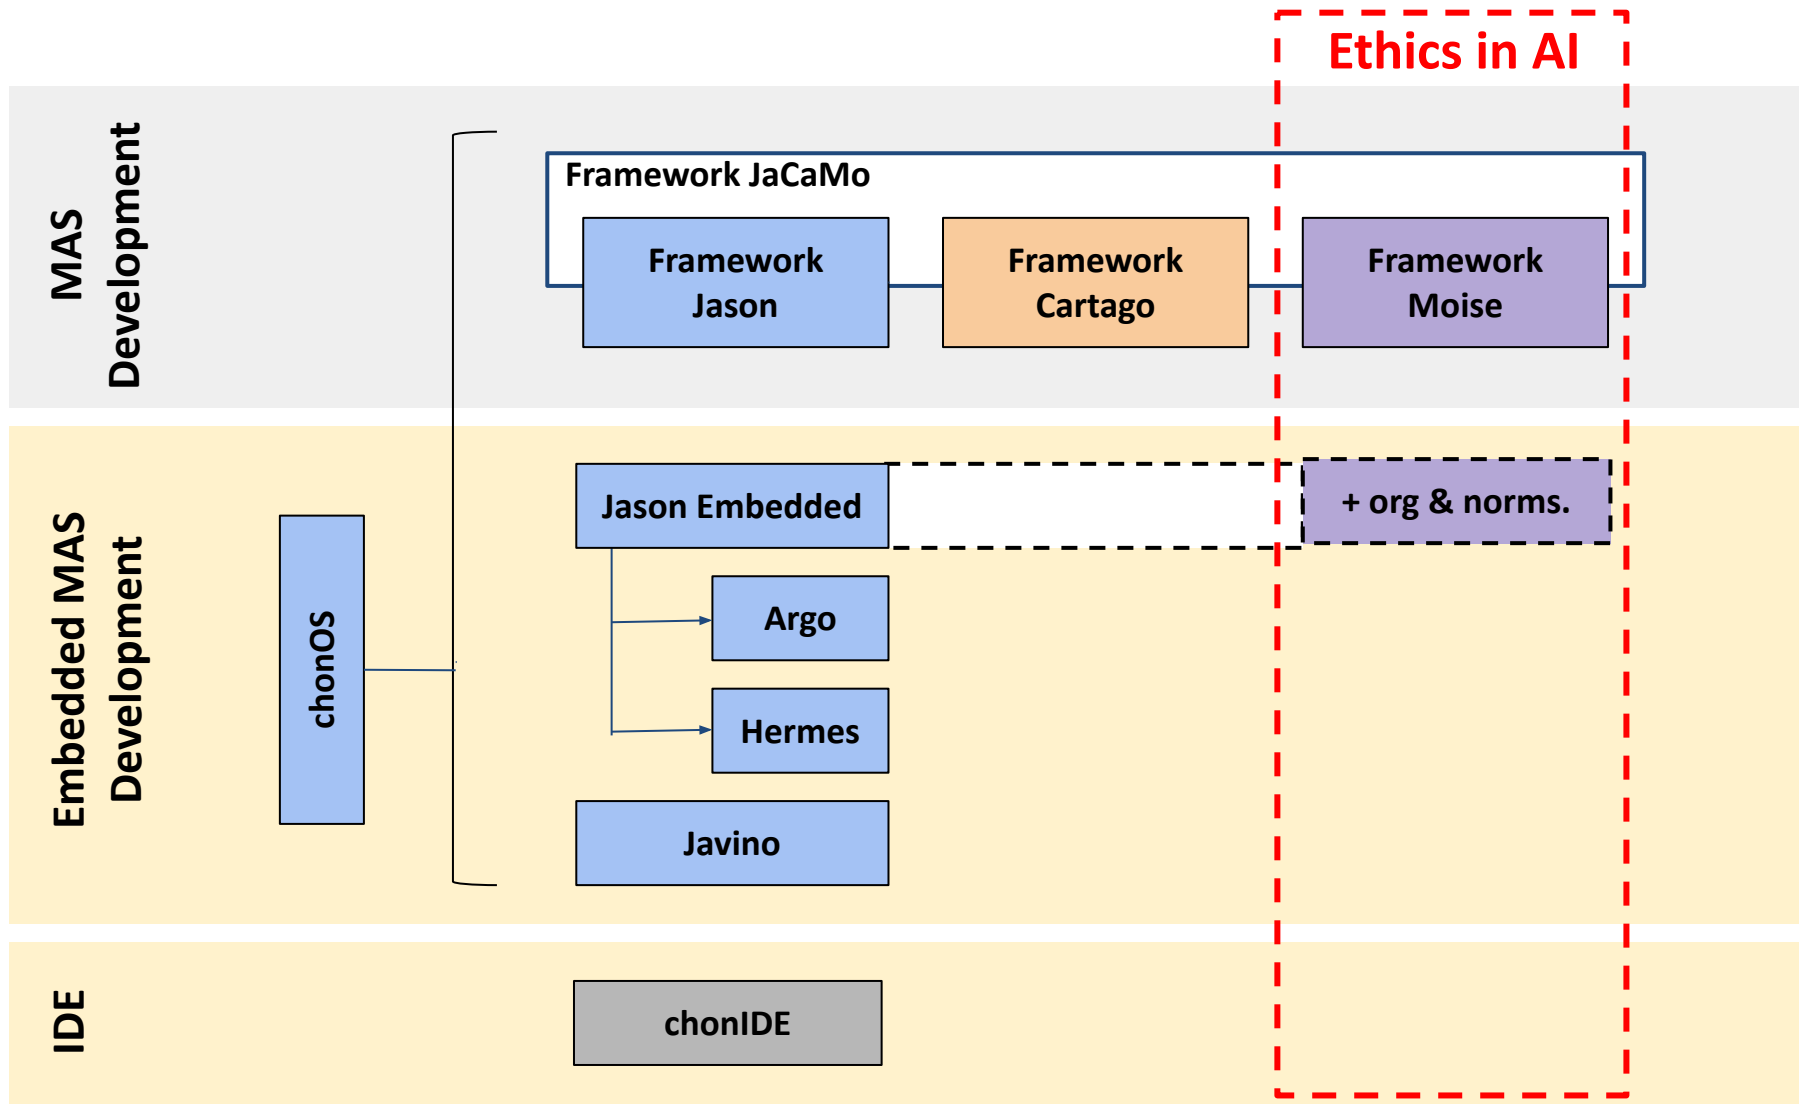 Ethics in AI
MAS
Development
Framework JaCaMo
Framework
Jason
Framework
Cartago
Framework
Moise
Embedded MAS
Development
chonOS
Jason Embedded
+ org & norms.
Argo
Hermes
Javino
IDE
chonIDE